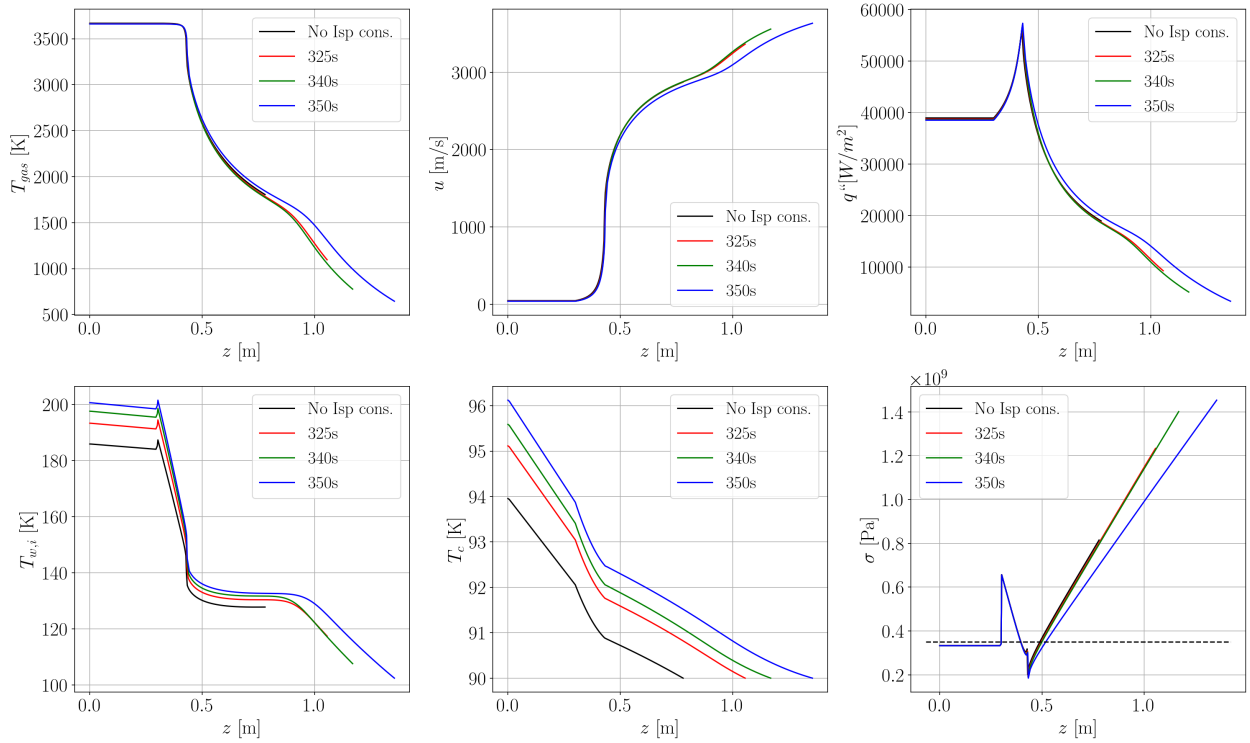 3500
3000
2500
2000
1500
1000
500
T_{gas} [K]
No Isp cons.
325s
340s
350s
0.0 0.5 1.0
z [m]
3000
2000
1000
0
u [m/s]
No Isp cons.
325s
340s
350s
0.0 0.5 1.0
z [m]
60000
50000
40000
30000
20000
10000
q“[W/m^2]
No Isp cons.
325s
340s
350s
0.0 0.5 1.0
z [m]
200
180
160
140
120
100
T_{w,i} [K]
No Isp cons.
325s
340s
350s
0.0 0.5 1.0
z [m]
96
95
94
93
92
91
90
T_c [K]
No Isp cons.
325s
340s
350s
0.0 0.5 1.0
z [m]
×10^9
1.4
1.2
1.0
0.8
0.6
0.4
0.2
σ [Pa]
No Isp cons.
325s
340s
350s
0.0 0.5 1.0
z [m]